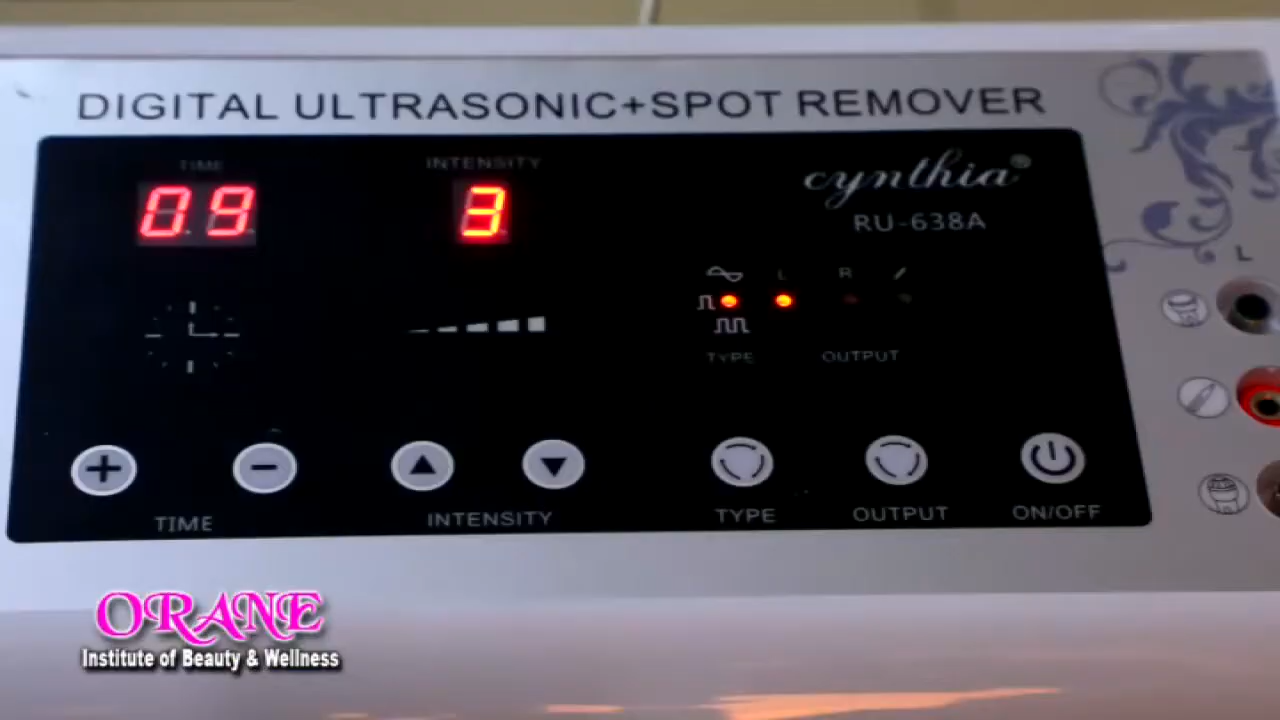 DIGITAL ULTRASONIC+SPOT REMOVER
TIME
INTENSITY
09
3
cynthia®
RU-638A
L
R
L
TYPE
OUTPUT
TIME
INTENSITY
TYPE
OUTPUT
ON/OFF
ORANE
Institute of Beauty & Wellness